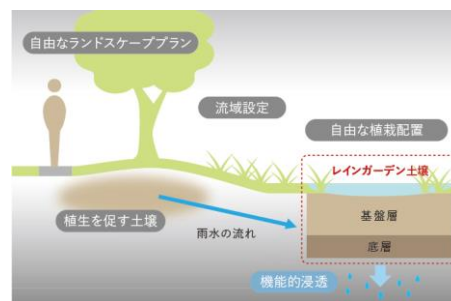 自由なランドスケーププラン
流域設定
自由な植栽配置
レインガーデン土壌
植生を促す土壌
雨水の流れ
基盤層
底層
機能的浸透